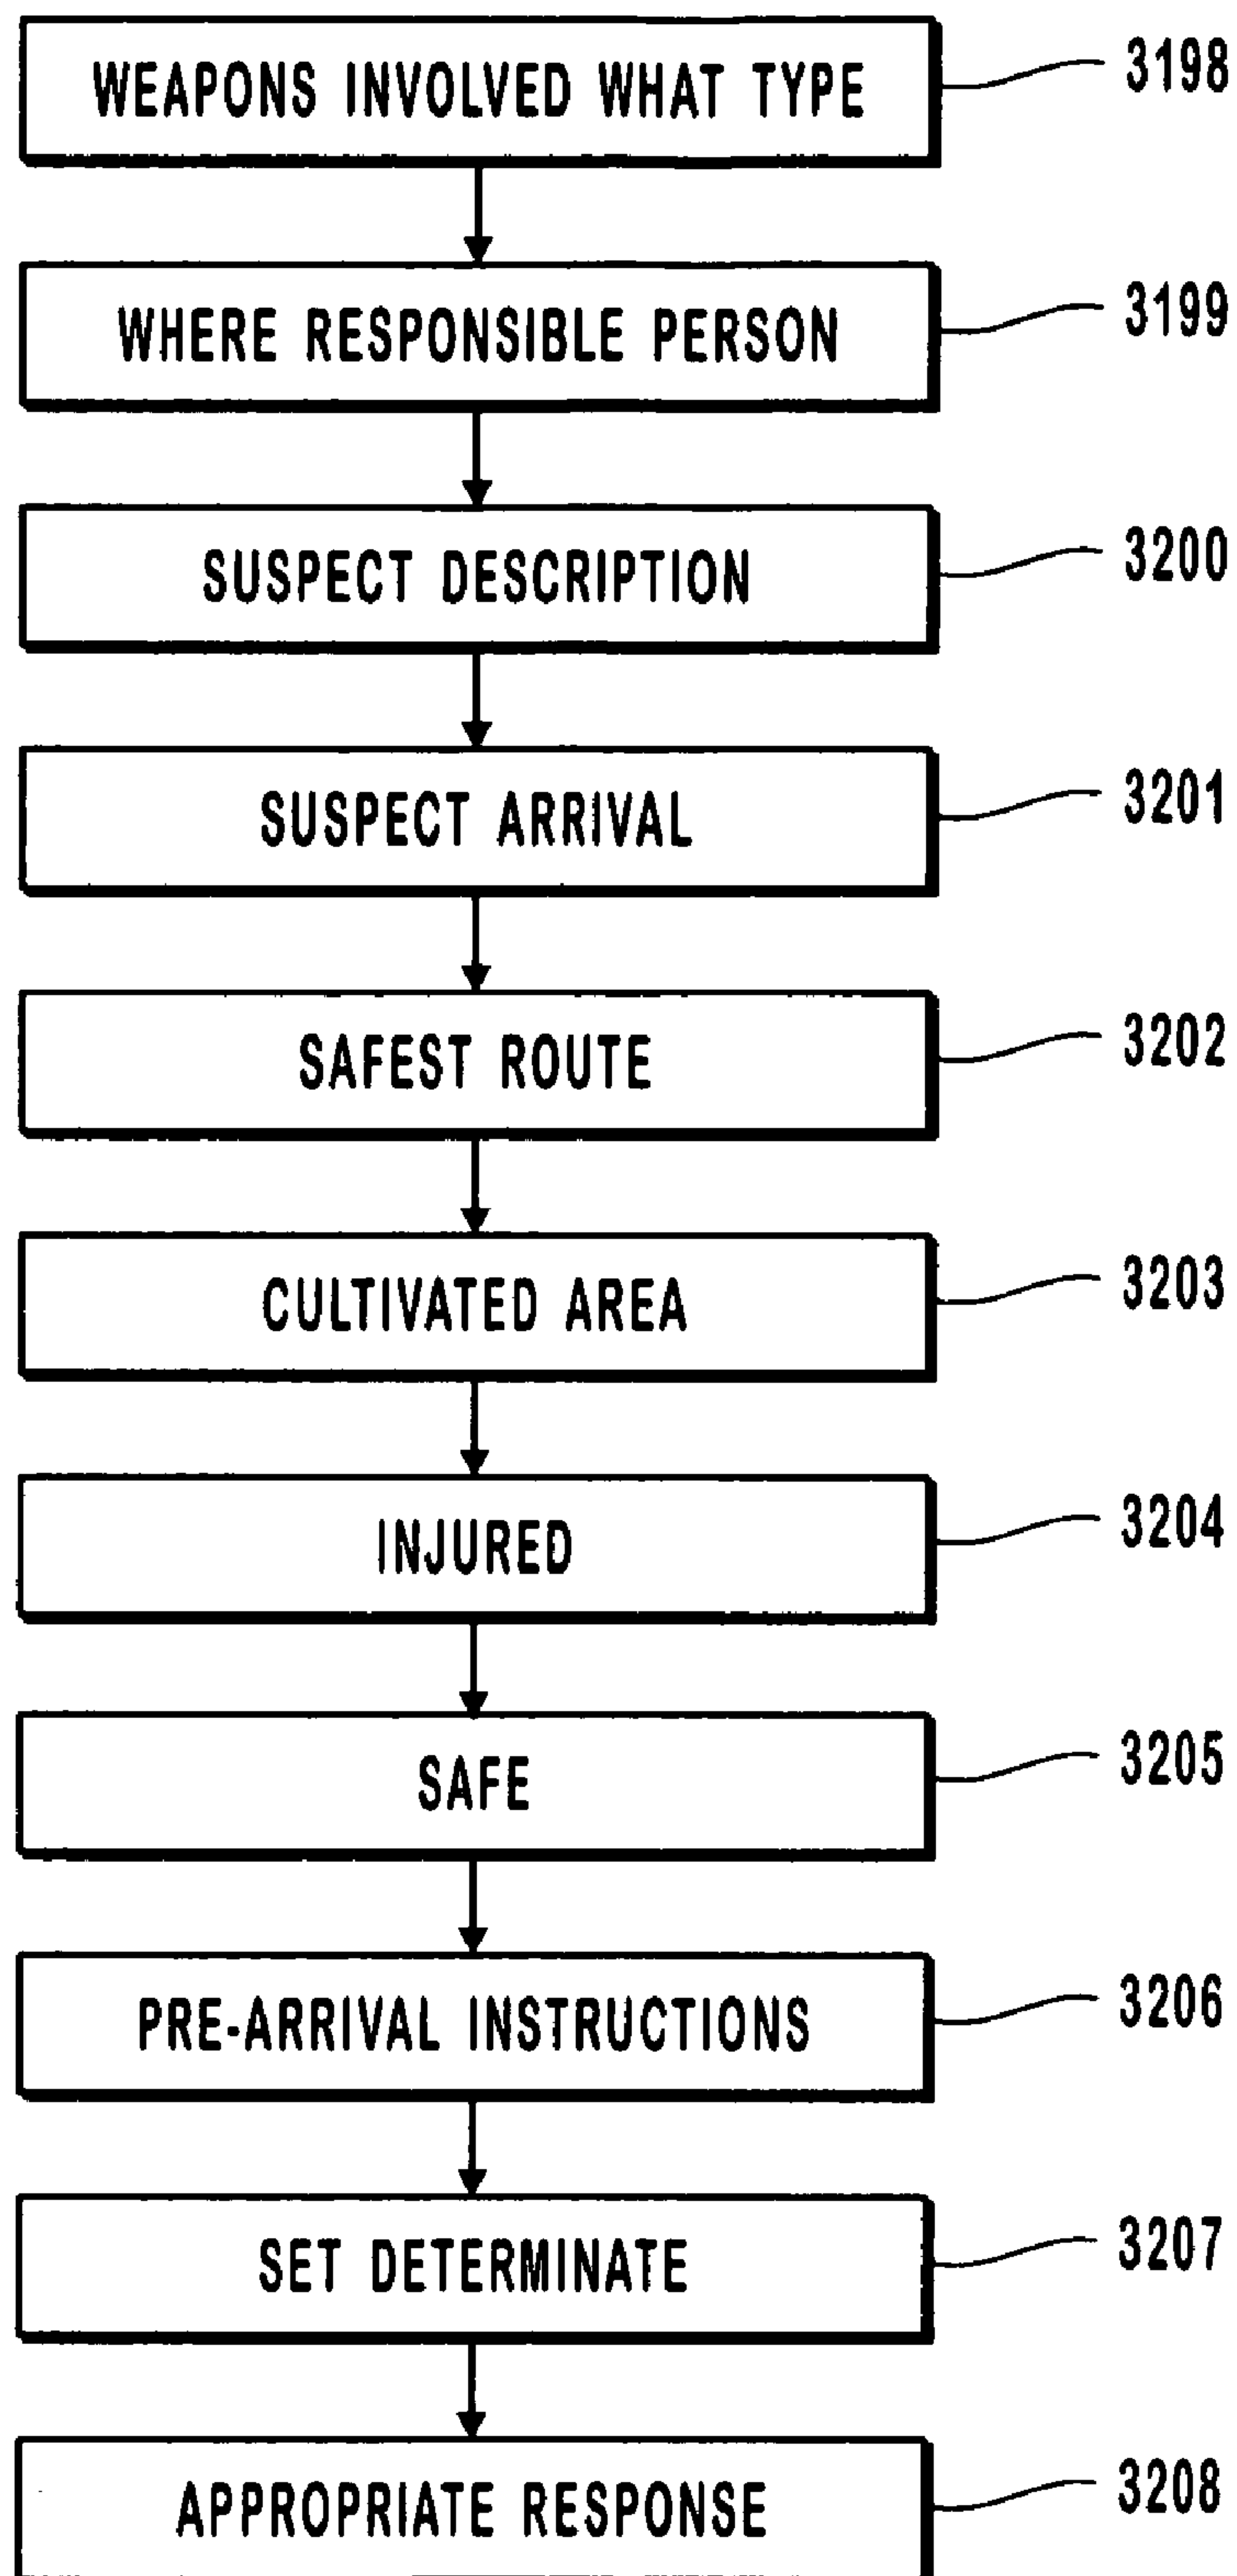 WEAPONS INVOLVED WHAT TYPE 3198
WHERE RESPONSIBLE PERSON 3199
SUSPECT DESCRIPTION 3200
SUSPECT ARRIVAL 3201
SAFEST ROUTE 3202
CULTIVATED AREA 3203
INJURED 3204
SAFE 3205
PRE-ARRIVAL INSTRUCTIONS 3206
SET DETERMINATE 3207
APPROPRIATE RESPONSE 3208